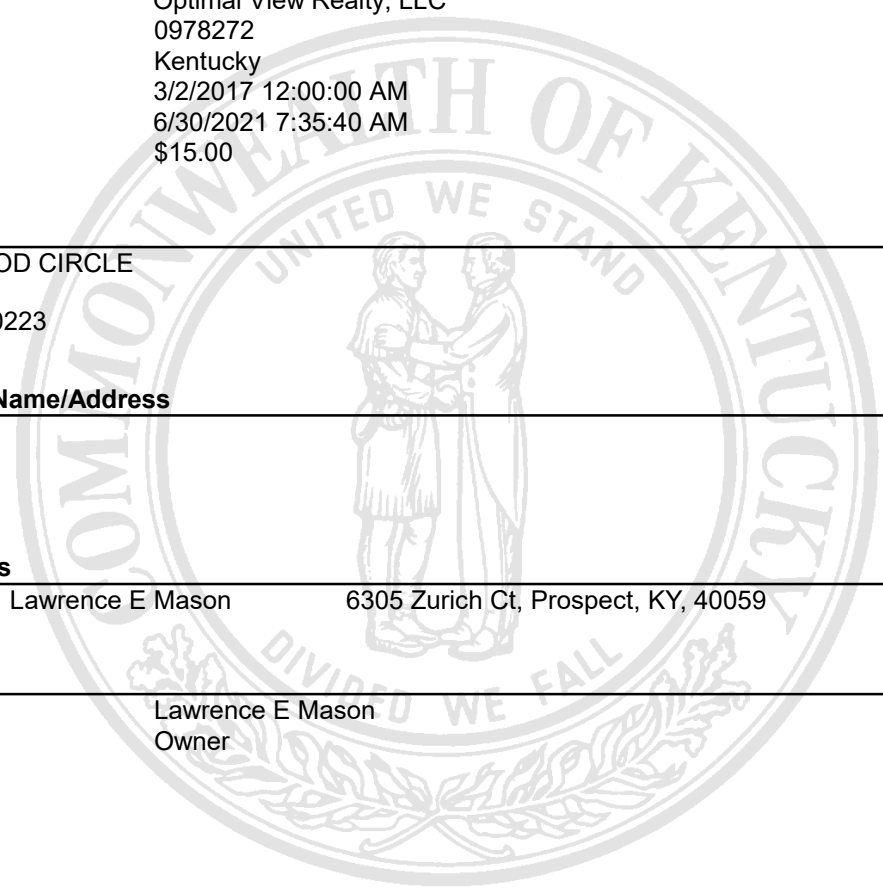 Optimal View Realty, LLC
0978272
Kentucky
3/2/2017 12:00:00 AM
6/30/2021 7:35:40 AM
$15.00
OD CIRCLE
0223
Name/Address
s
Lawrence E Mason 6305 Zurich Ct, Prospect, KY, 40059
Lawrence E Mason
Owner
COMMONWEALTH OF KENTUCKY
UNITED WE STAND
DIVIDED WE FALL